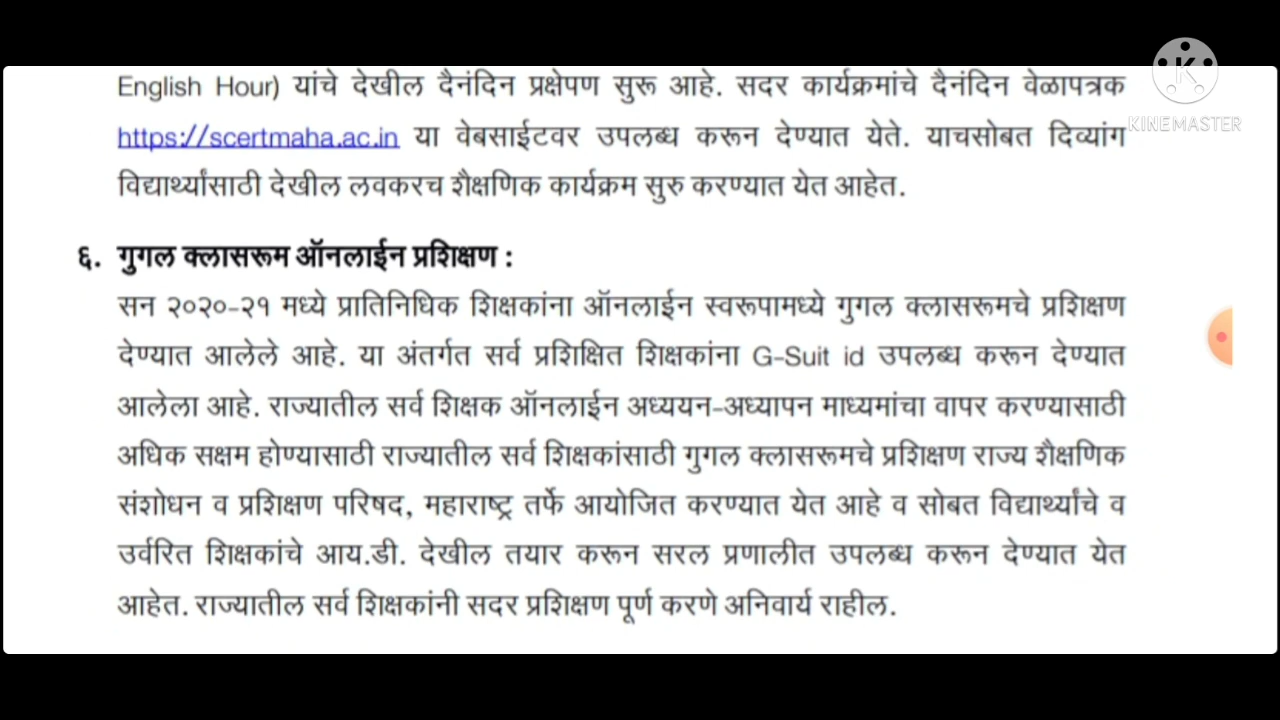 English Hour) यांचे देखील दैनंदिन प्रक्षेपण सुरू आहे. सदर कार्यक्रमांचे दैनंदिन वेळापत्रक
https://scertmaha.ac.in या वेबसाईटवर उपलब्ध करून देण्यात येते. याचसोबत दिव्यांग
विद्यार्थ्यांसाठी देखील लवकरच शैक्षणिक कार्यक्रम सुरु करण्यात येत आहेत.
KINEMASTER
६. गुगल क्लासरूम ऑनलाईन प्रशिक्षण :
सन २०२०-२१ मध्ये प्रातिनिधिक शिक्षकांना ऑनलाईन स्वरूपामध्ये गुगल क्लासरूमचे प्रशिक्षण
देण्यात आलेले आहे. या अंतर्गत सर्व प्रशिक्षित शिक्षकांना G-Suit id उपलब्ध करून देण्यात
आलेला आहे. राज्यातील सर्व शिक्षक ऑनलाईन अध्ययन-अध्यापन माध्यमांचा वापर करण्यासाठी
अधिक सक्षम होण्यासाठी राज्यातील सर्व शिक्षकांसाठी गुगल क्लासरूमचे प्रशिक्षण राज्य शैक्षणिक
संशोधन व प्रशिक्षण परिषद, महाराष्ट्र तर्फे आयोजित करण्यात येत आहे व सोबत विद्यार्थ्यांचे व
उर्वरित शिक्षकांचे आय.डी. देखील तयार करून सरल प्रणालीत उपलब्ध करून देण्यात येत
आहेत. राज्यातील सर्व शिक्षकांनी सदर प्रशिक्षण पूर्ण करणे अनिवार्य राहील.